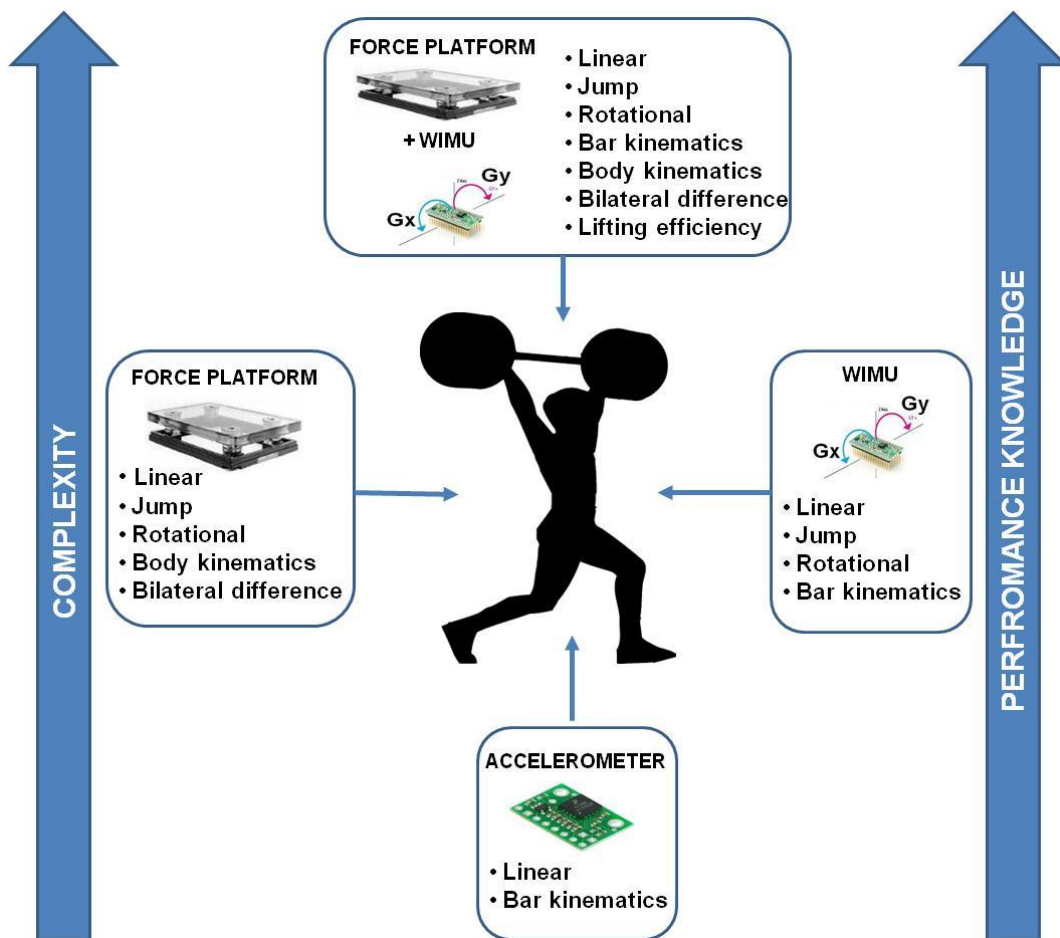 FORCE PLATFORM
+ WIMU
Gy
Gx
• Linear
• Jump
• Rotational
• Bar kinematics
• Body kinematics
• Bilateral difference
• Lifting efficiency
COMPLEXITY
FORCE PLATFORM
• Linear
• Jump
• Rotational
• Body kinematics
• Bilateral difference
WIMU
Gy
Gx
• Linear
• Jump
• Rotational
• Bar kinematics
PERFROMANCE KNOWLEDGE
ACCELEROMETER
• Linear
• Bar kinematics